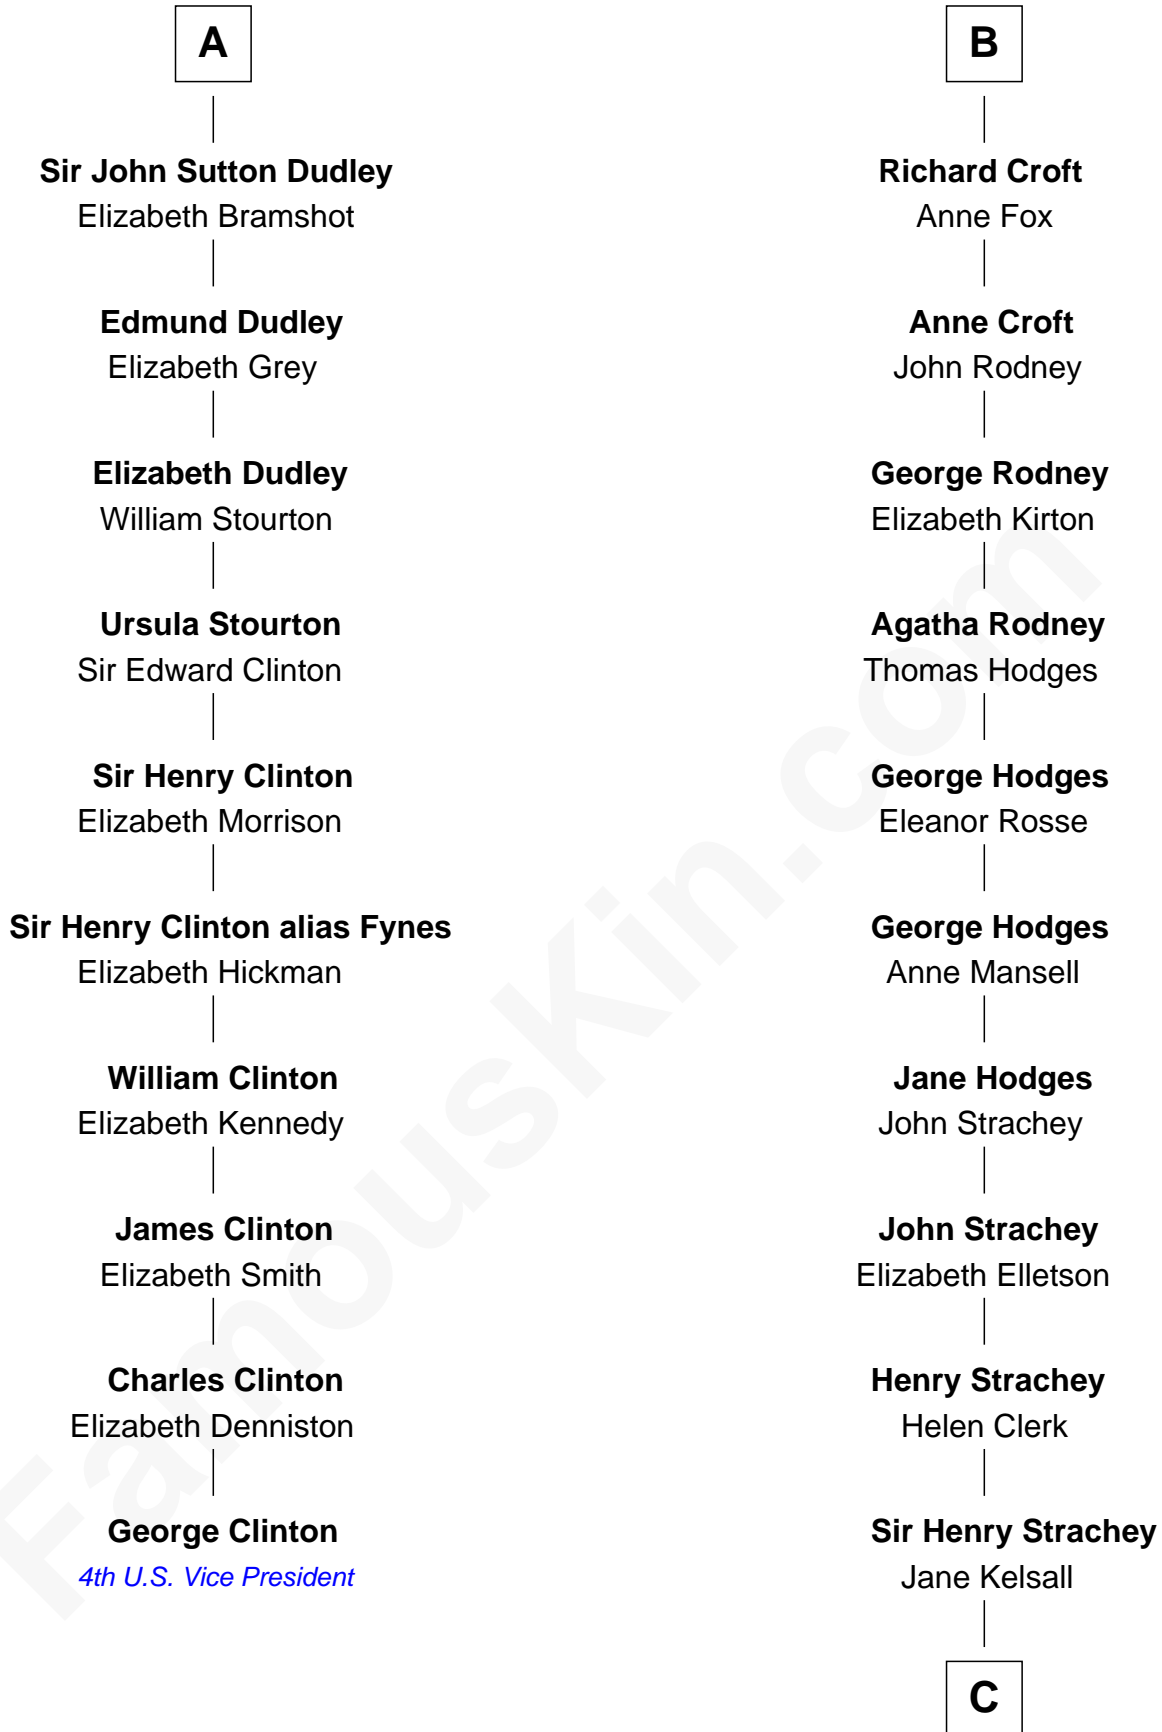 A
Sir John Sutton Dudley
Elizabeth Bramshot
Edmund Dudley
Elizabeth Grey
Elizabeth Dudley
William Stourton
Ursula Stourton
Sir Edward Clinton
Sir Henry Clinton
Elizabeth Morrison
Sir Henry Clinton alias Fynes
Elizabeth Hickman
William Clinton
Elizabeth Kennedy
James Clinton
Elizabeth Smith
Charles Clinton
Elizabeth Denniston
George Clinton
4th U.S. Vice President
B
Richard Croft
Anne Fox
Anne Croft
John Rodney
George Rodney
Elizabeth Kirton
Agatha Rodney
Thomas Hodges
George Hodges
Eleanor Rosse
George Hodges
Anne Mansell
Jane Hodges
John Strachey
John Strachey
Elizabeth Elletson
Henry Strachey
Helen Clerk
Sir Henry Strachey
Jane Kelsall
C
FamousKin.com